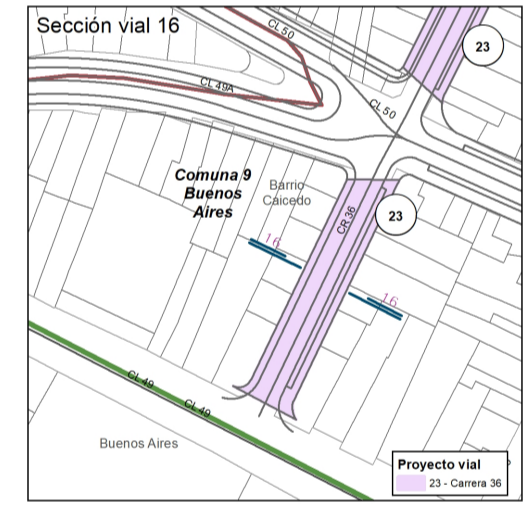 Sección vial 16
CL 50
23
CL 49A
CL 50
Comuna 9
Buenos
Aires
Barrio
Caicedo
CR 36
23
16
16
CL 49
CL 49
Buenos Aires
Proyecto vial
23 - Carrera 36